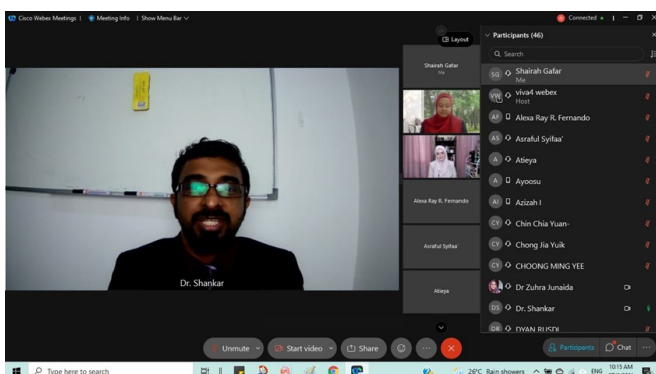 Cisco Webex Meetings
Meeting Info
Show Menu Bar
Connected
Layout
Dr. Shankar
Shairah Gafar
Me
Alexa Ray R. Fernando
Asraful Syifaa'
Atieya
Participants (46)
Search
SG Shairah Gafar
Me
VW viva4 webex
Host
AF Alexa Ray R. Fernando
AS Asraful Syifaa'
A Atieya
A Ayoosu
AI Azizah I
CY Chin Chia Yuan-
CY Chong Jia Yuik
CY CHOONG MING YEE
Dr Zuhra Junaida
DS Dr. Shankar
DR DYAN RUSDI
Unmute
Start video
Share
Participants
Chat
Type here to search
26°C Rain showers
ENG
10:15 AM